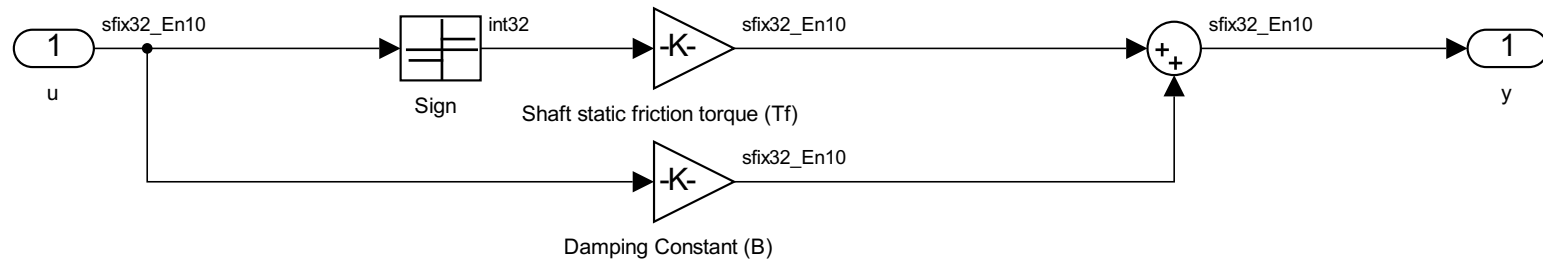 sfix32_En10
int32
sfix32_En10
sfix32_En10
1
-K-
+
+
1
u
Sign
Shaft static friction torque (Tf)
y
sfix32_En10
-K-
Damping Constant (B)